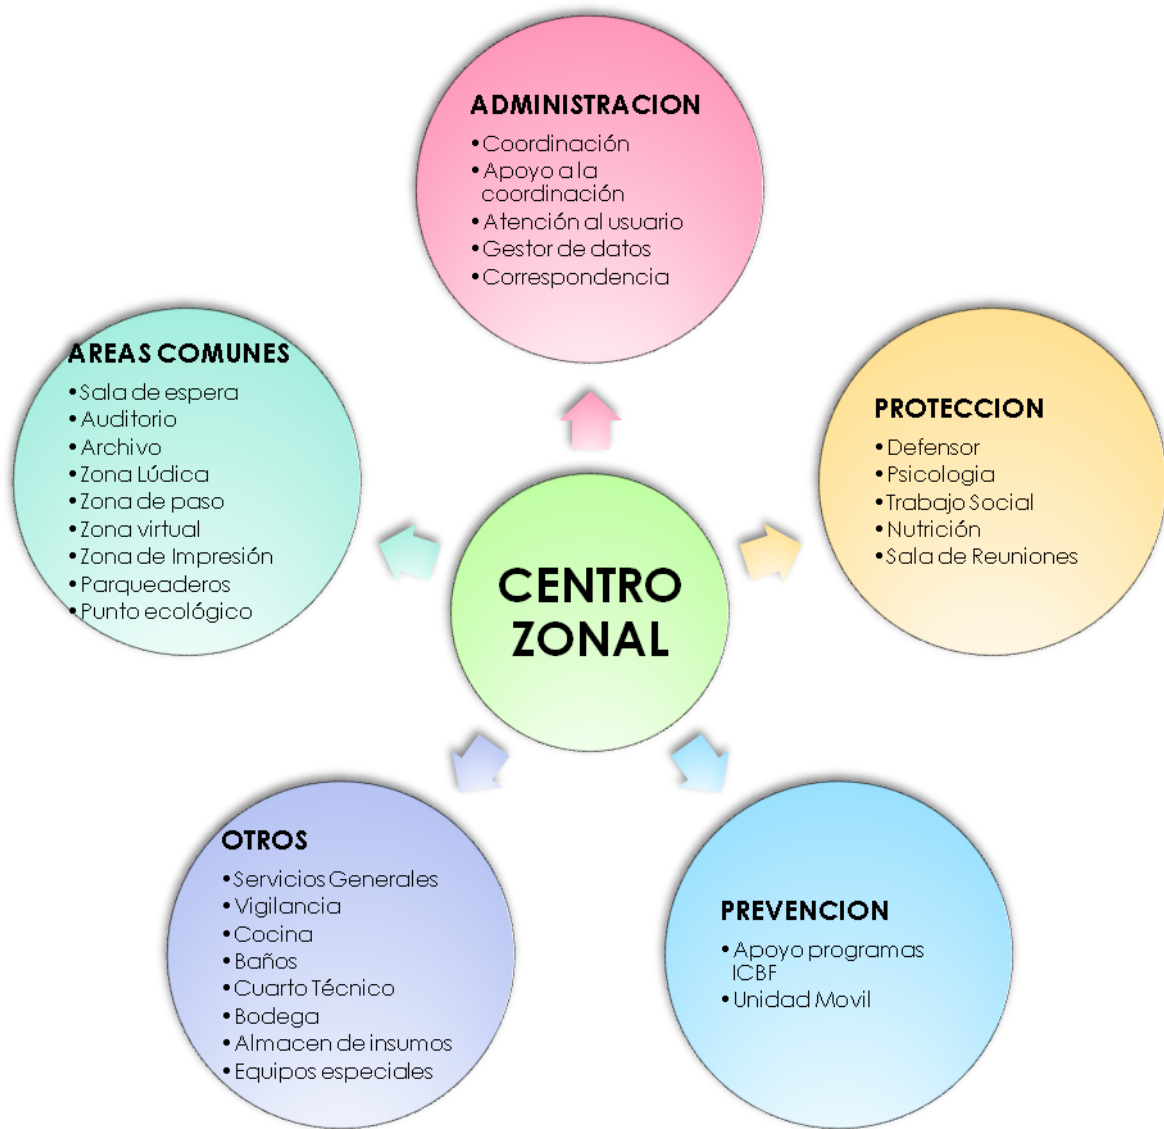 ADMINISTRACION
•Coordinación
•Apoyo a la
coordinación
•Atención al usuario
•Gestor de datos
•Correspondencia
AREAS COMUNES
•Sala de espera
•Auditorio
•Archivo
•Zona Lúdica
•Zona de paso
•Zona virtual
•Zona de Impresión
•Parqueaderos
•Punto ecológico
PROTECCION
•Defensor
•Psicologia
•Trabajo Social
•Nutrición
•Sala de Reuniones
CENTRO
ZONAL
OTROS
•Servicios Generales
•Vigilancia
•Cocina
•Baños
•Cuarto Técnico
•Bodega
•Almacen de insumos
•Equipos especiales
PREVENCION
•Apoyo programas
ICBF
•Unidad Movil